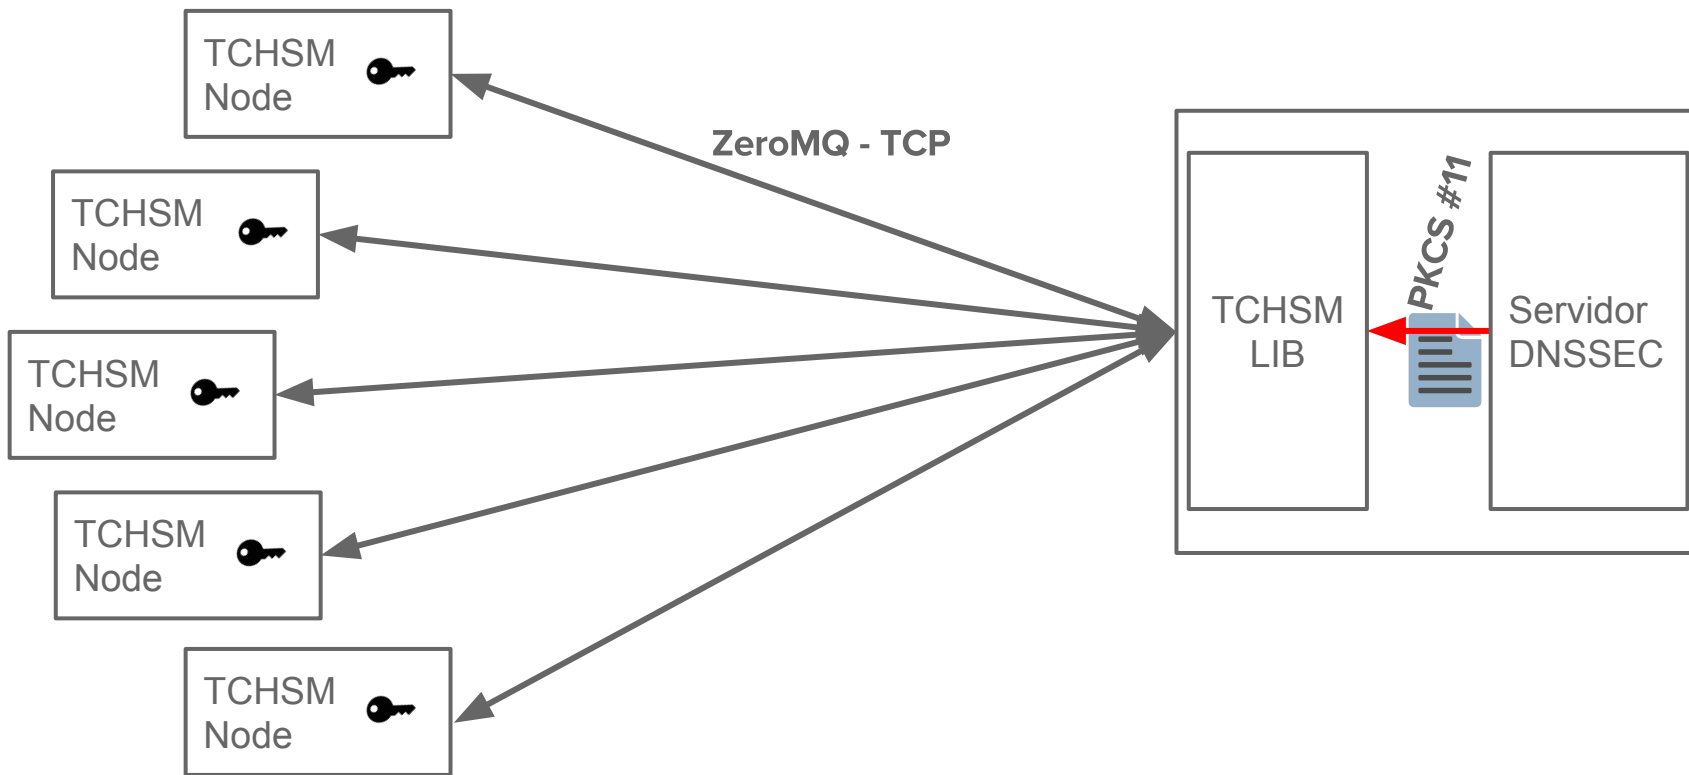 TCHSM
Node
ZeroMQ - TCP
TCHSM
Node
TCHSM
Node
TCHSM
Node
TCHSM
Node
TCHSM
LIB
PKCS #11
Servidor
DNSSEC